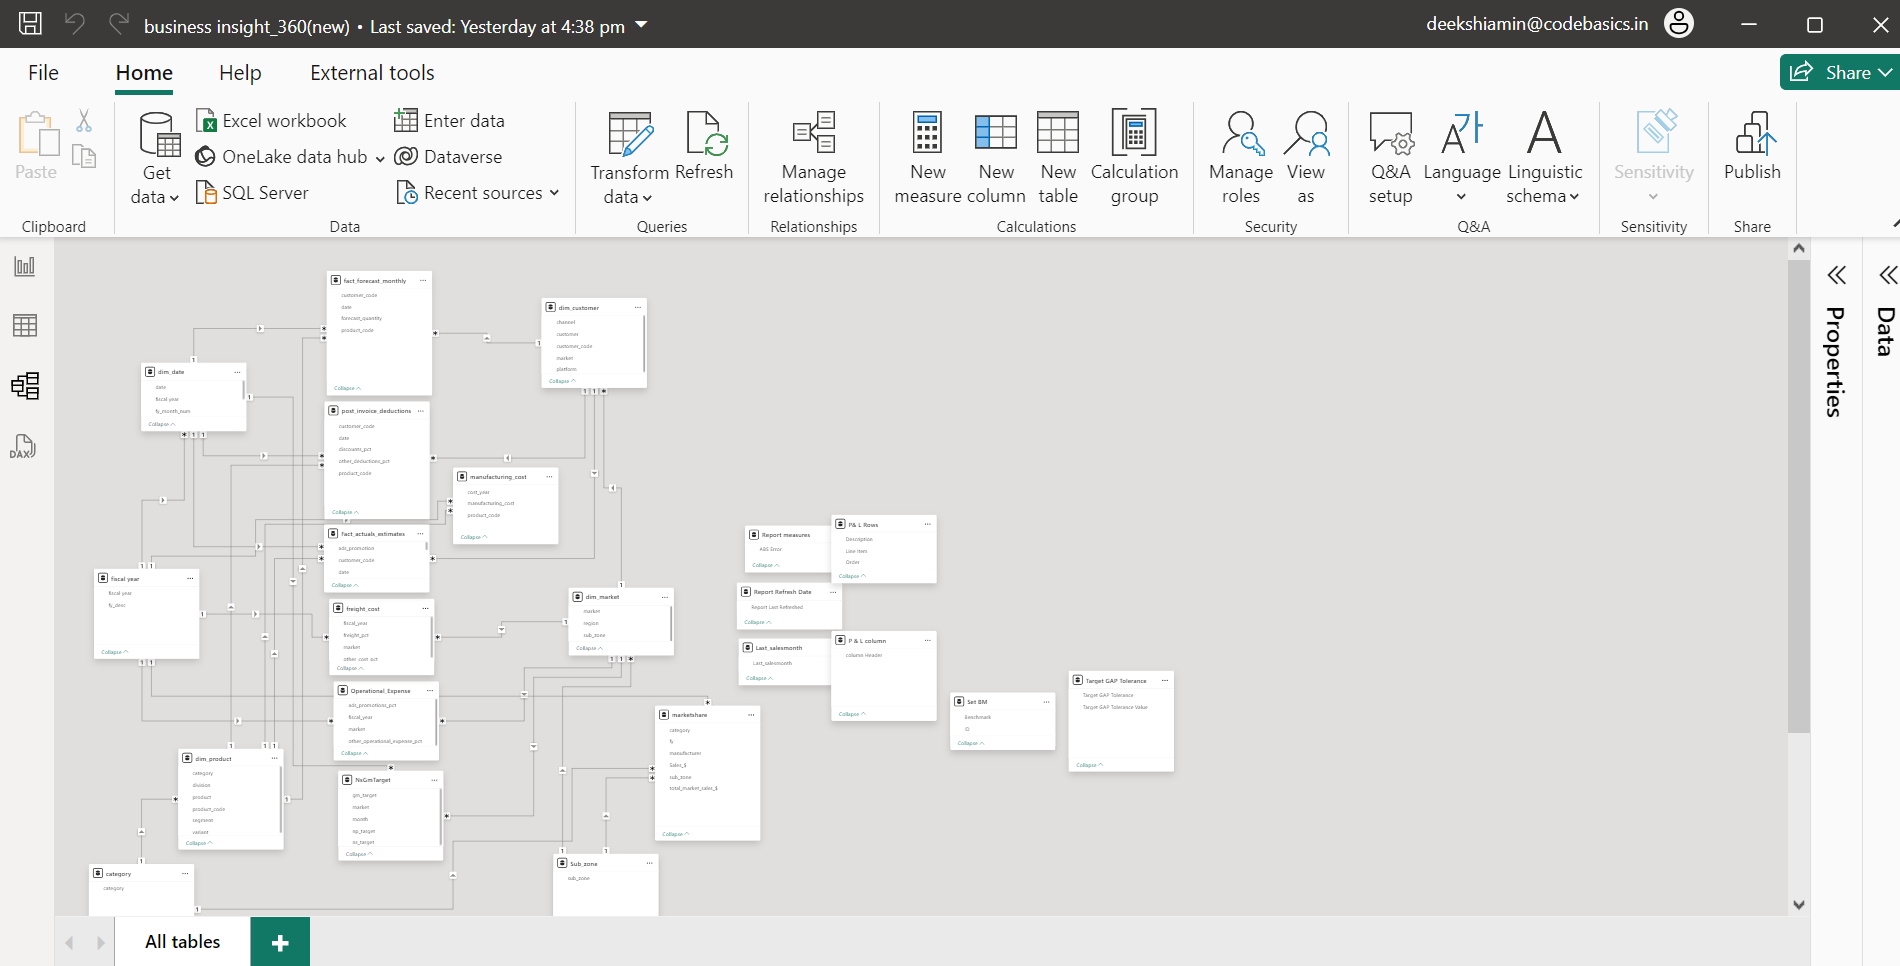 business insight_360(new) • Last saved: Yesterday at 4:38 pm
deekshiamin@codebasics.in
File
Home
Help
External tools
Share
Paste
Clipboard
Get data
Excel workbook
OneLake data hub
SQL Server
Enter data
Dataverse
Recent sources
Data
Transform data
Refresh
Queries
Manage relationships
Relationships
New measure
New column
New table
Calculation group
Calculations
Manage roles
View as
Security
Q&A setup
Language
Linguistic schema
Q&A
Sensitivity
Sensitivity
Publish
Share
DAX
fact_forecast_monthly
customer_code
date
forecast_quantity
product_code
Collapse
dim_customer
channel
customer
customer_code
market
platform
Collapse
dim_date
date
fiscal year
fy_month_num
Collapse
post_invoice_deductions
customer_code
date
discounts_pct
other_deductions_pct
product_code
Collapse
manufacturing_cost
cost_year
manufacturing_cost
product_code
Collapse
Fact_actuals_estimates
ads_promotion
customer_code
date
Collapse
fiscal year
fiscal year
fy_desc
Collapse
freight_cost
fiscal_year
freight_pct
market
other_cost_pct
Collapse
dim_market
market
region
sub_zone
Collapse
Report measures
ABS Error
Collapse
P& L Rows
Description
Line item
Order
Collapse
Report Refresh Date
Report Last Refreshed
Collapse
P & L column
column Header
Collapse
Last_salesmonth
Last_salesmonth
Collapse
Operational_Expense
ads_promotions_pct
fiscal_year
market
other_operational_expense_pct
Collapse
marketshare
category
fy
manufacturer
Sales_$
sub_zone
total_market_sales_$
Collapse
Set BM
Benchmark
ID
Collapse
Target GAP Tolerance
Target GAP Tolerance
Target GAP Tolerance Value
Collapse
dim_product
category
division
product
product_code
segment
variant
Collapse
NsGmTarget
gm_target
market
month
np_target
ns_target
Collapse
category
category
Sub_zone
sub_zone
Properties
Data
All tables